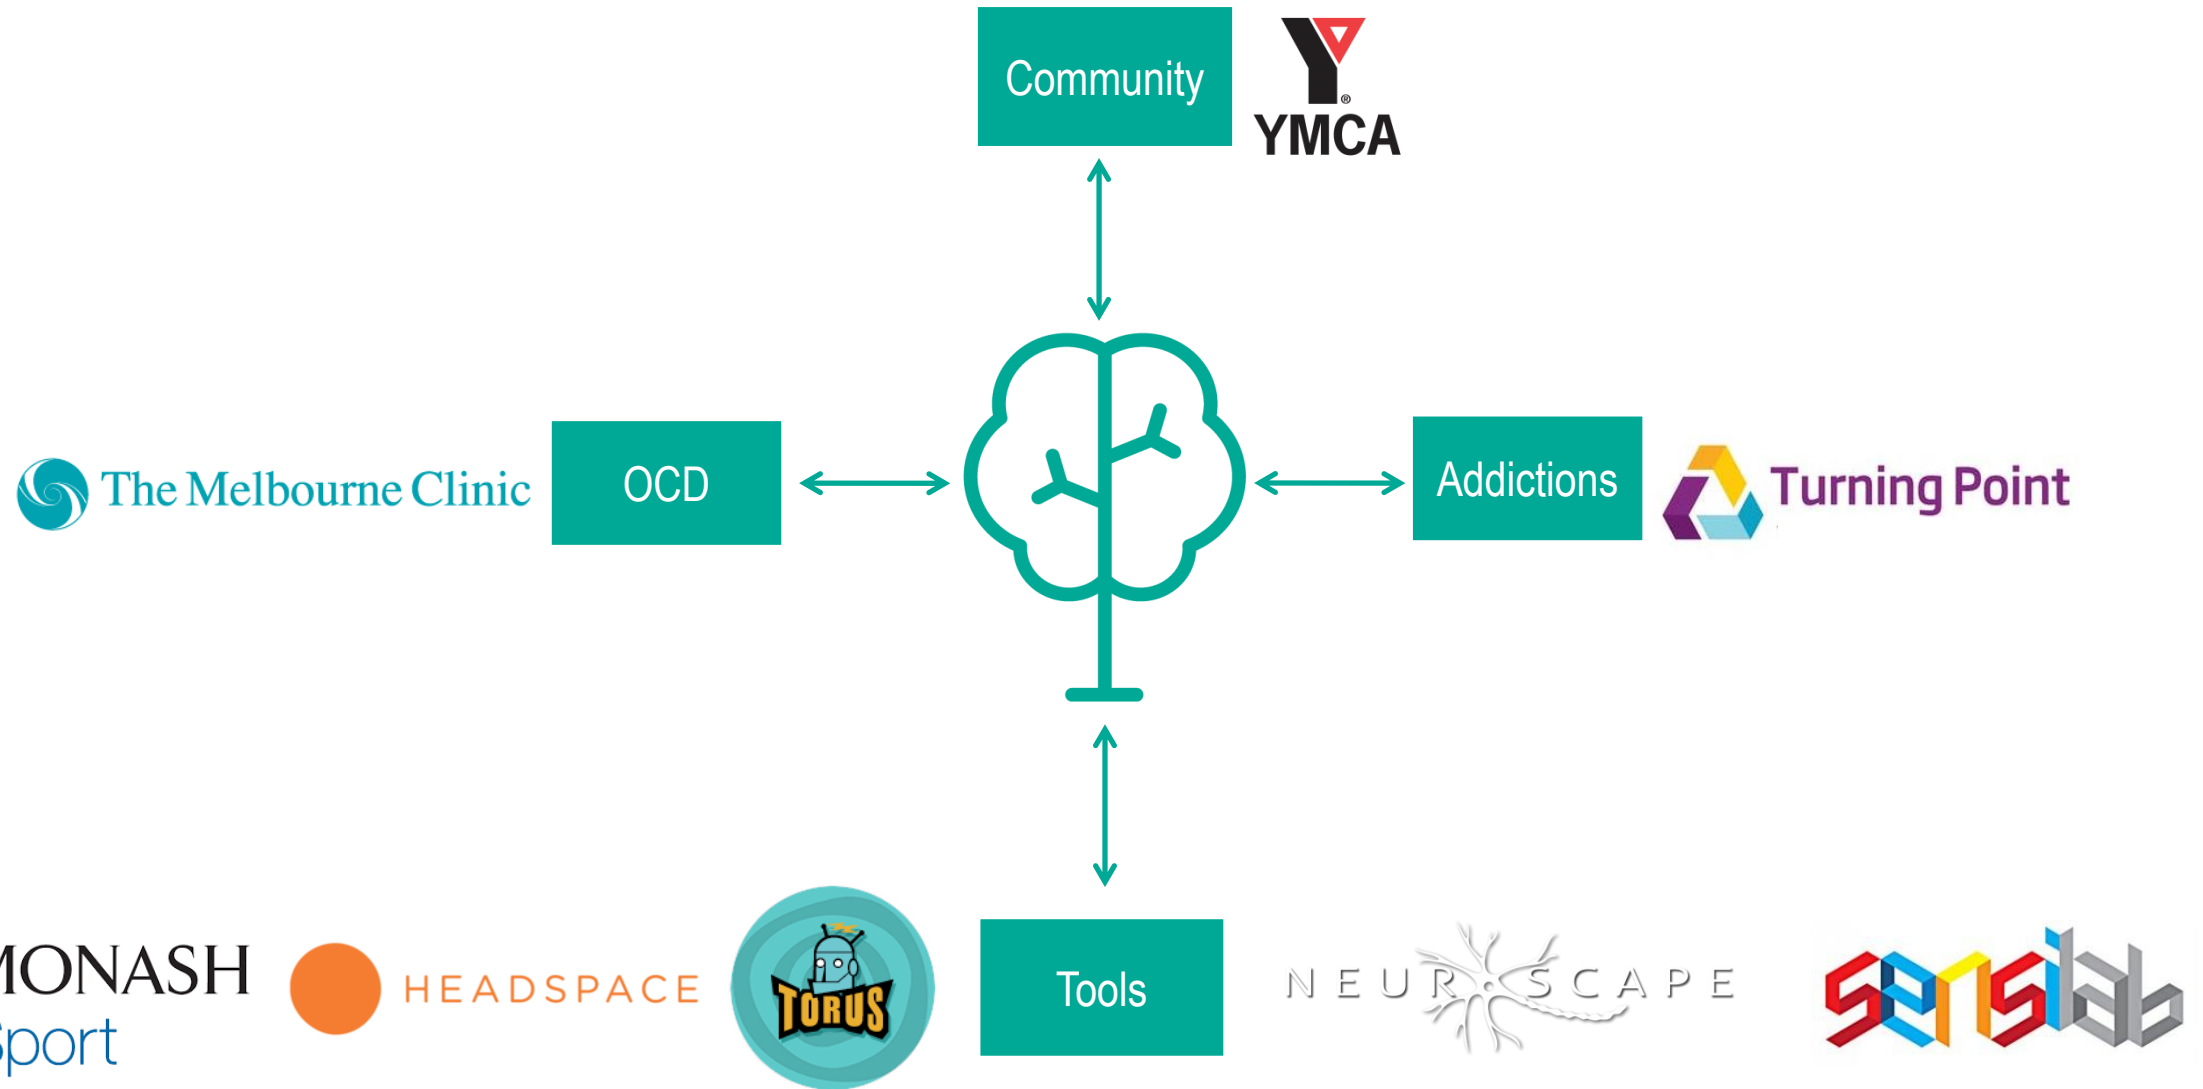 Community
YMCA
The Melbourne Clinic
OCD
Addictions
Turning Point
MONASH
Sport
HEADSPACE
TORUS
Tools
NEUROSCAPE
sensilab